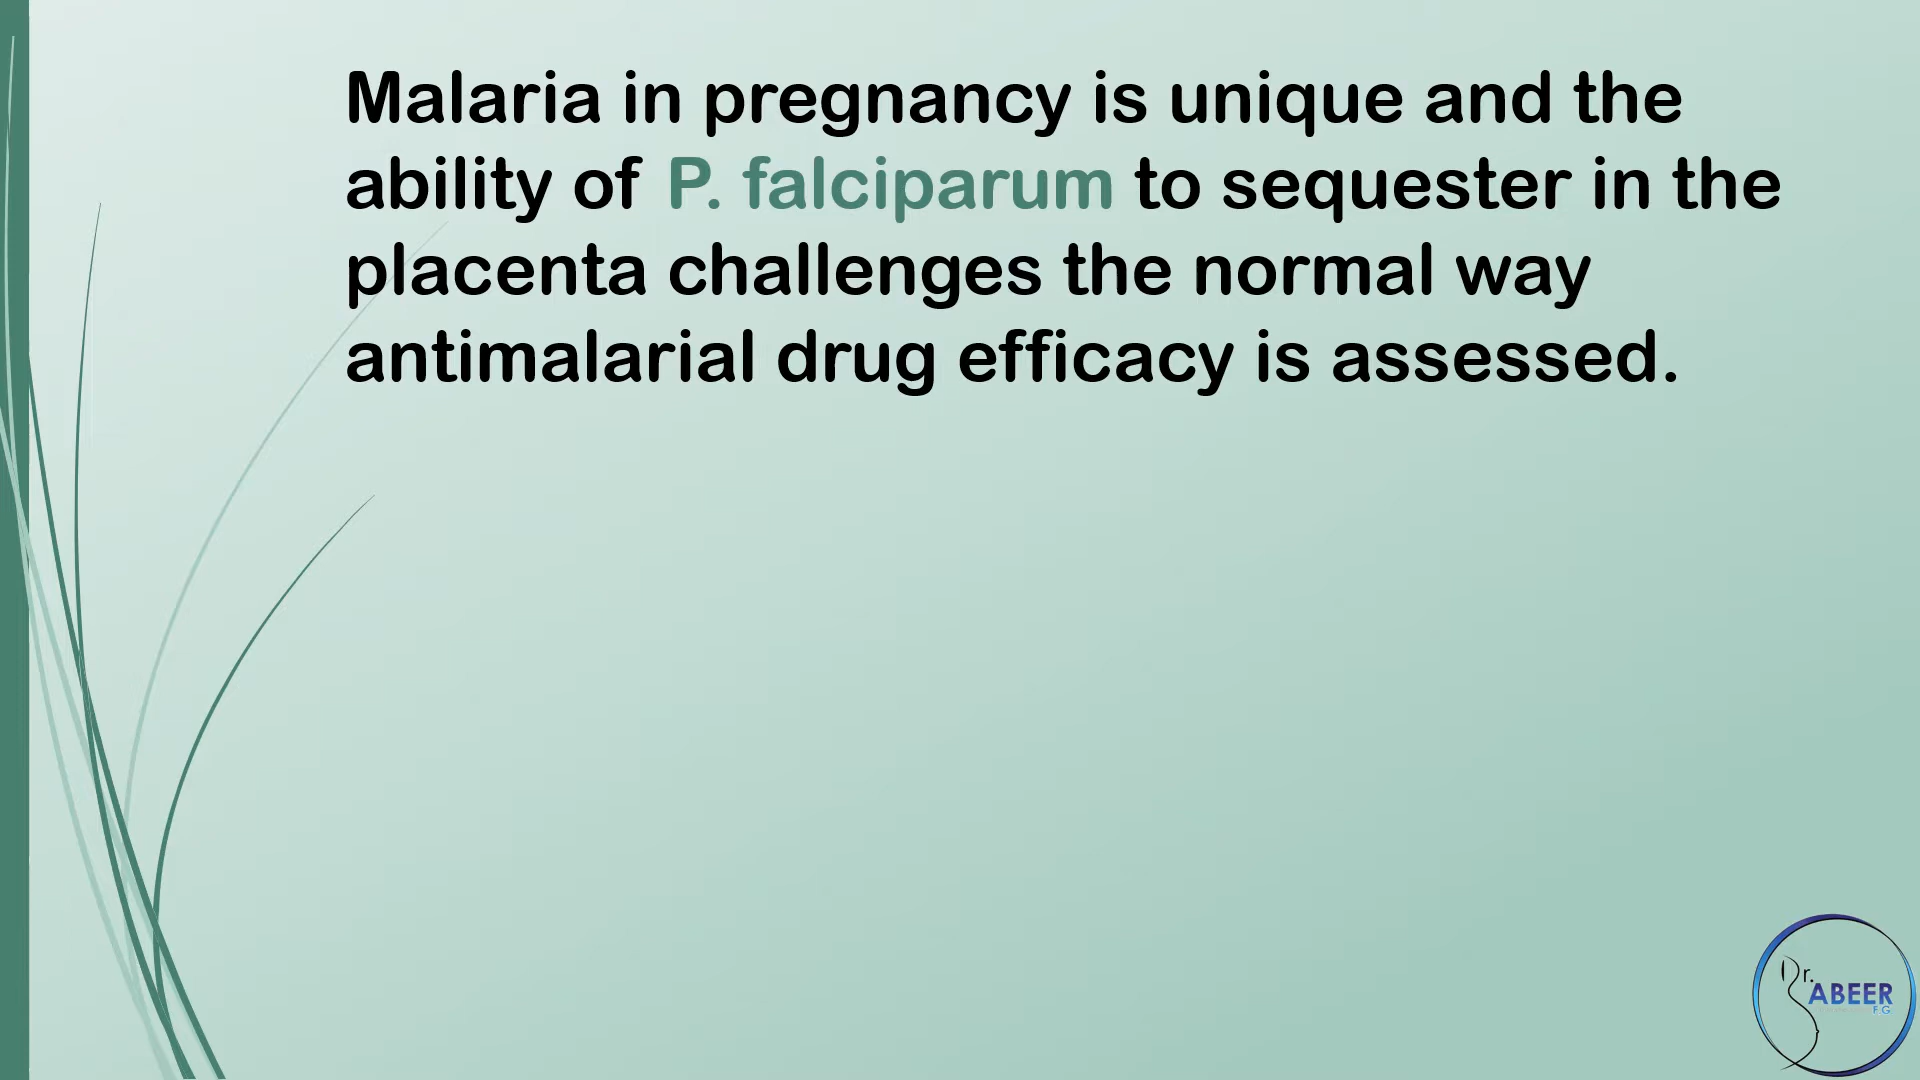 Malaria in pregnancy is unique and the
ability of P. falciparum to sequester in the
placenta challenges the normal way
antimalarial drug efficacy is assessed.
Dr.
ABEER
F.G